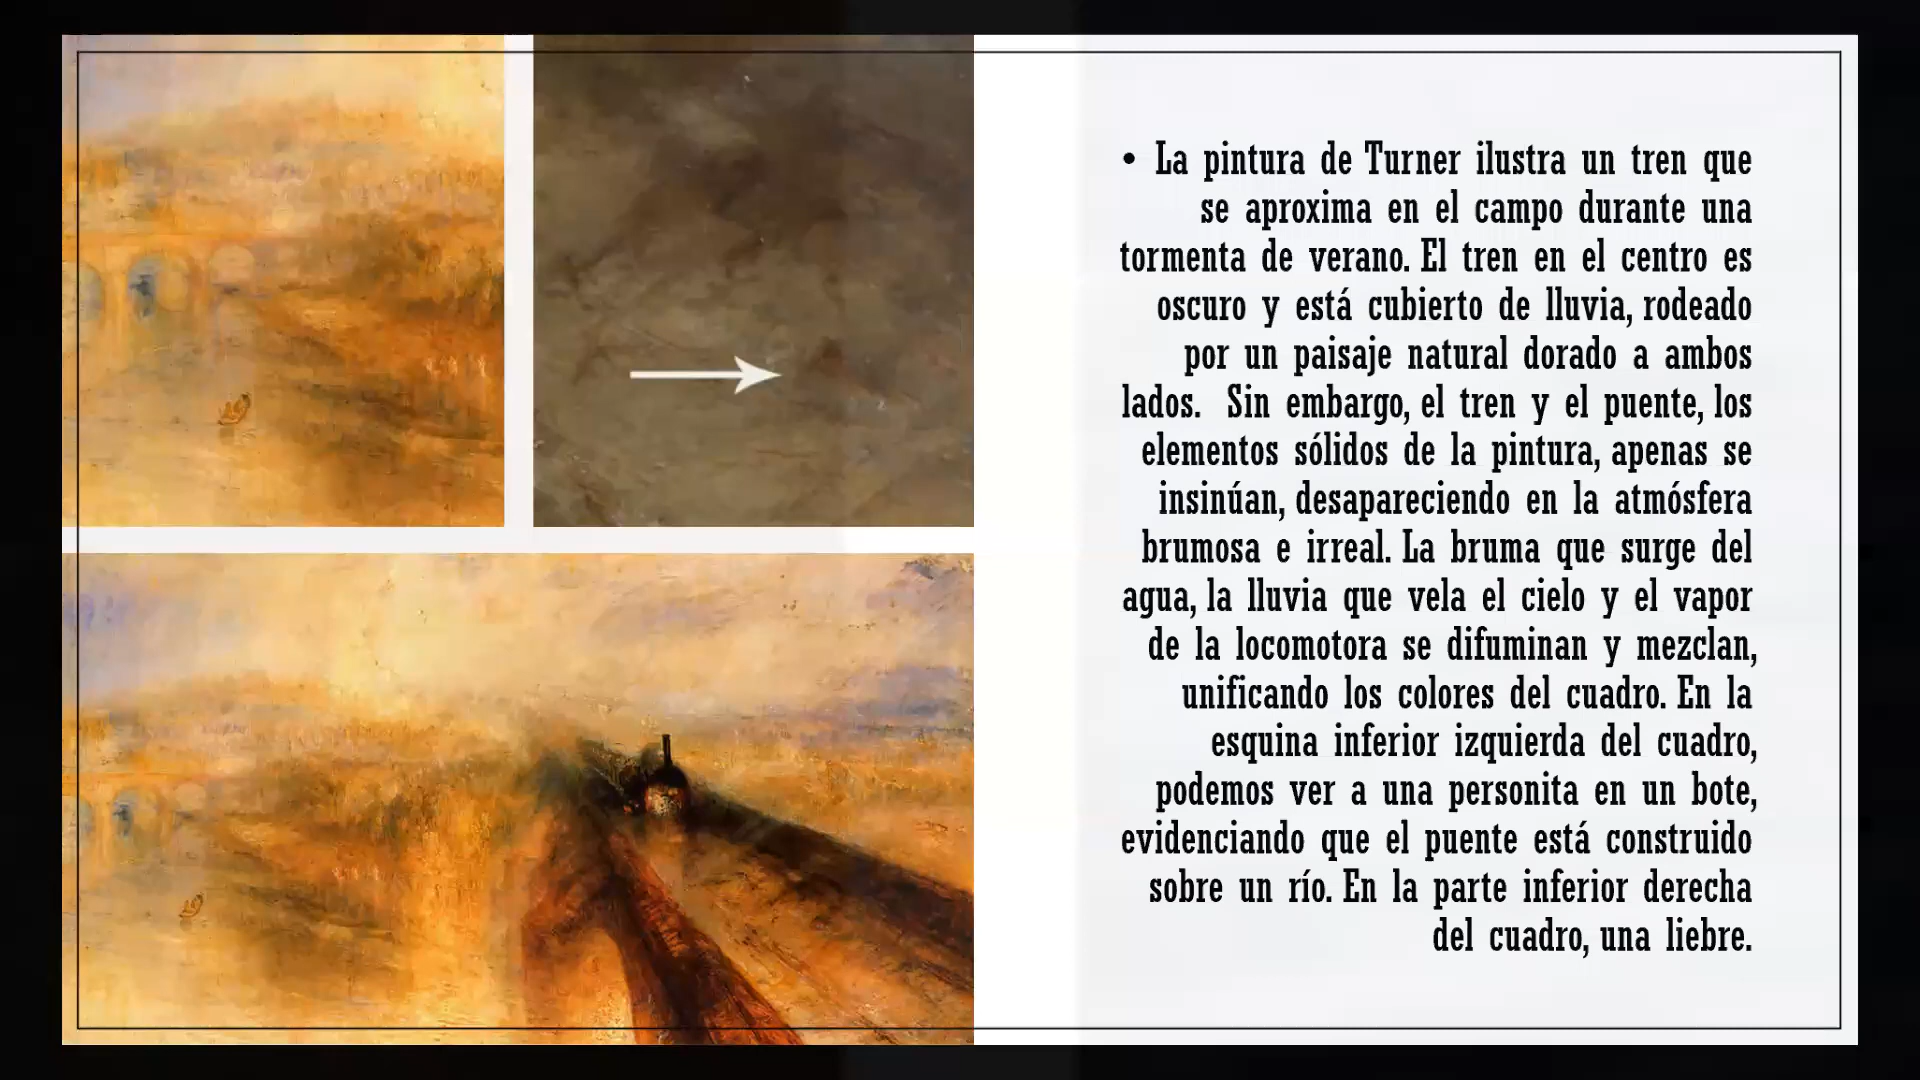 • La pintura de Turner ilustra un tren que
se aproxima en el campo durante una
tormenta de verano. El tren en el centro es
oscuro y está cubierto de lluvia, rodeado
por un paisaje natural dorado a ambos
lados. Sin embargo, el tren y el puente, los
elementos sólidos de la pintura, apenas se
insinúan, desapareciendo en la atmósfera
brumosa e irreal. La bruma que surge del
agua, la lluvia que vela el cielo y el vapor
de la locomotora se difuminan y mezclan,
unificando los colores del cuadro. En la
esquina inferior izquierda del cuadro,
podemos ver a una personita en un bote,
evidenciando que el puente está construido
sobre un río. En la parte inferior derecha
del cuadro, una liebre.